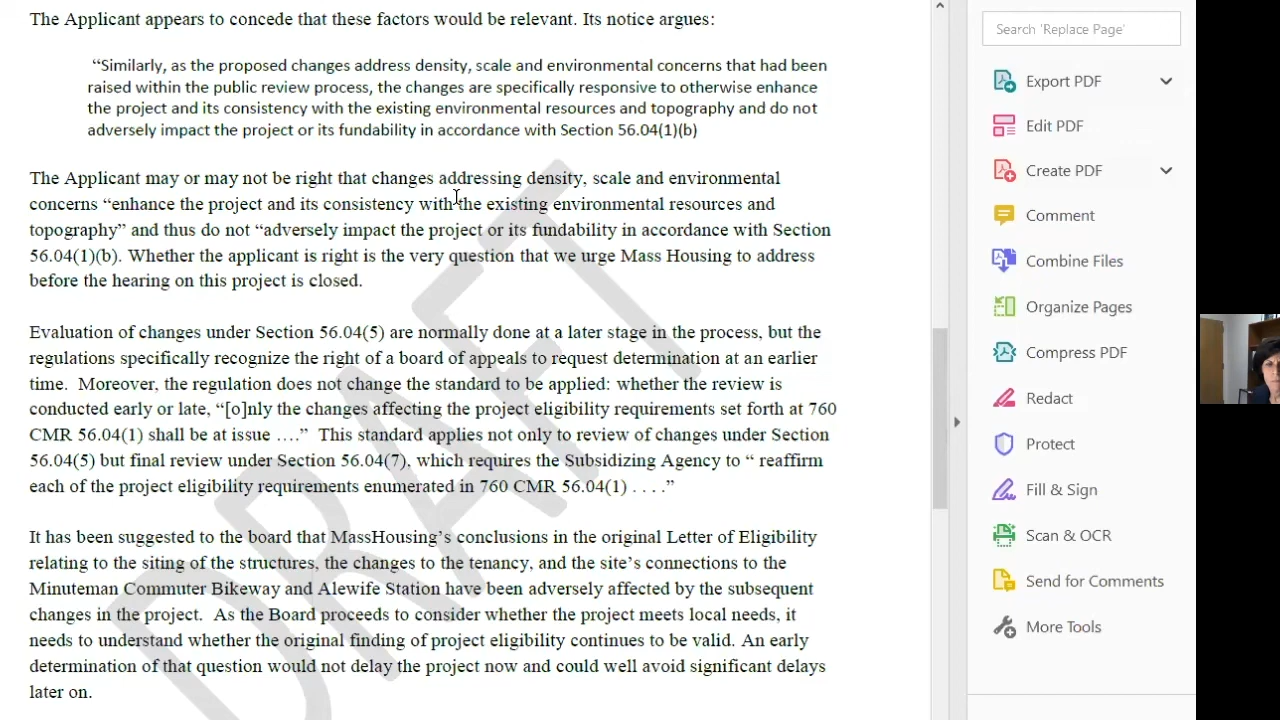 The Applicant appears to concede that these factors would be relevant. Its notice argues:
“Similarly, as the proposed changes address density, scale and environmental concerns that had been
raised within the public review process, the changes are specifically responsive to otherwise enhance
the project and its consistency with the existing environmental resources and topography and do not
adversely impact the project or its fundability in accordance with Section 56.04(1)(b)
The Applicant may or may not be right that changes addressing density, scale and environmental
concerns “enhance the project and its consistency with the existing environmental resources and
topography” and thus do not “adversely impact the project or its fundability in accordance with Section
56.04(1)(b). Whether the applicant is right is the very question that we urge Mass Housing to address
before the hearing on this project is closed.
Evaluation of changes under Section 56.04(5) are normally done at a later stage in the process, but the
regulations specifically recognize the right of a board of appeals to request determination at an earlier
time.  Moreover, the regulation does not change the standard to be applied: whether the review is
conducted early or late, “[o]nly the changes affecting the project eligibility requirements set forth at 760
CMR 56.04(1) shall be at issue ….”  This standard applies not only to review of changes under Section
56.04(5) but final review under Section 56.04(7), which requires the Subsidizing Agency to “ reaffirm
each of the project eligibility requirements enumerated in 760 CMR 56.04(1) . . . .”
It has been suggested to the board that MassHousing’s conclusions in the original Letter of Eligibility
relating to the siting of the structures, the changes to the tenancy, and the site’s connections to the
Minuteman Commuter Bikeway and Alewife Station have been adversely affected by the subsequent
changes in the project.  As the Board proceeds to consider whether the project meets local needs, it
needs to understand whether the original finding of project eligibility continues to be valid. An early
determination of that question would not delay the project now and could well avoid significant delays
later on.
DRAFT
Search 'Replace Page'
Export PDF
Edit PDF
Create PDF
Comment
Combine Files
Organize Pages
Compress PDF
Redact
Protect
Fill & Sign
Scan & OCR
Send for Comments
More Tools